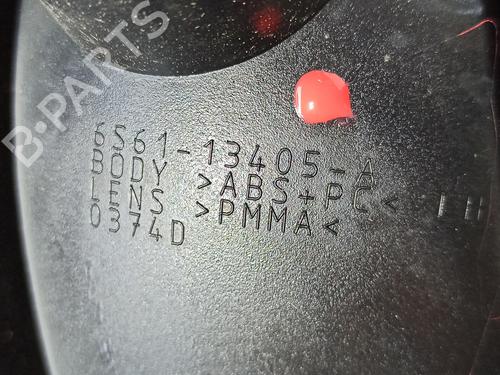 B-PARTS
6S61-13405-A
BODY >ABS+PC<
LENS >PMMA<
0374D